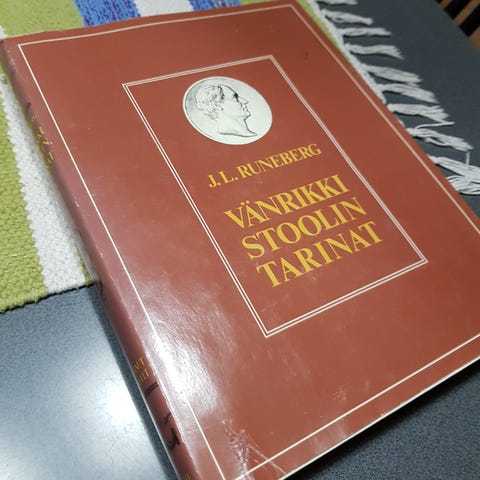 J.L. RUNEBERG
VÄNRIKKI
STOOLIN
TARINAT